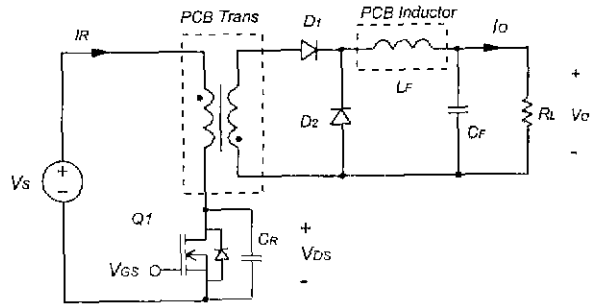 PCB Trans
D1
PCB Inductor
IR
IO
LF
D2
CF
RL
+
VO
-
VS
+
-
Q1
CR
+
VDS
-
VGS